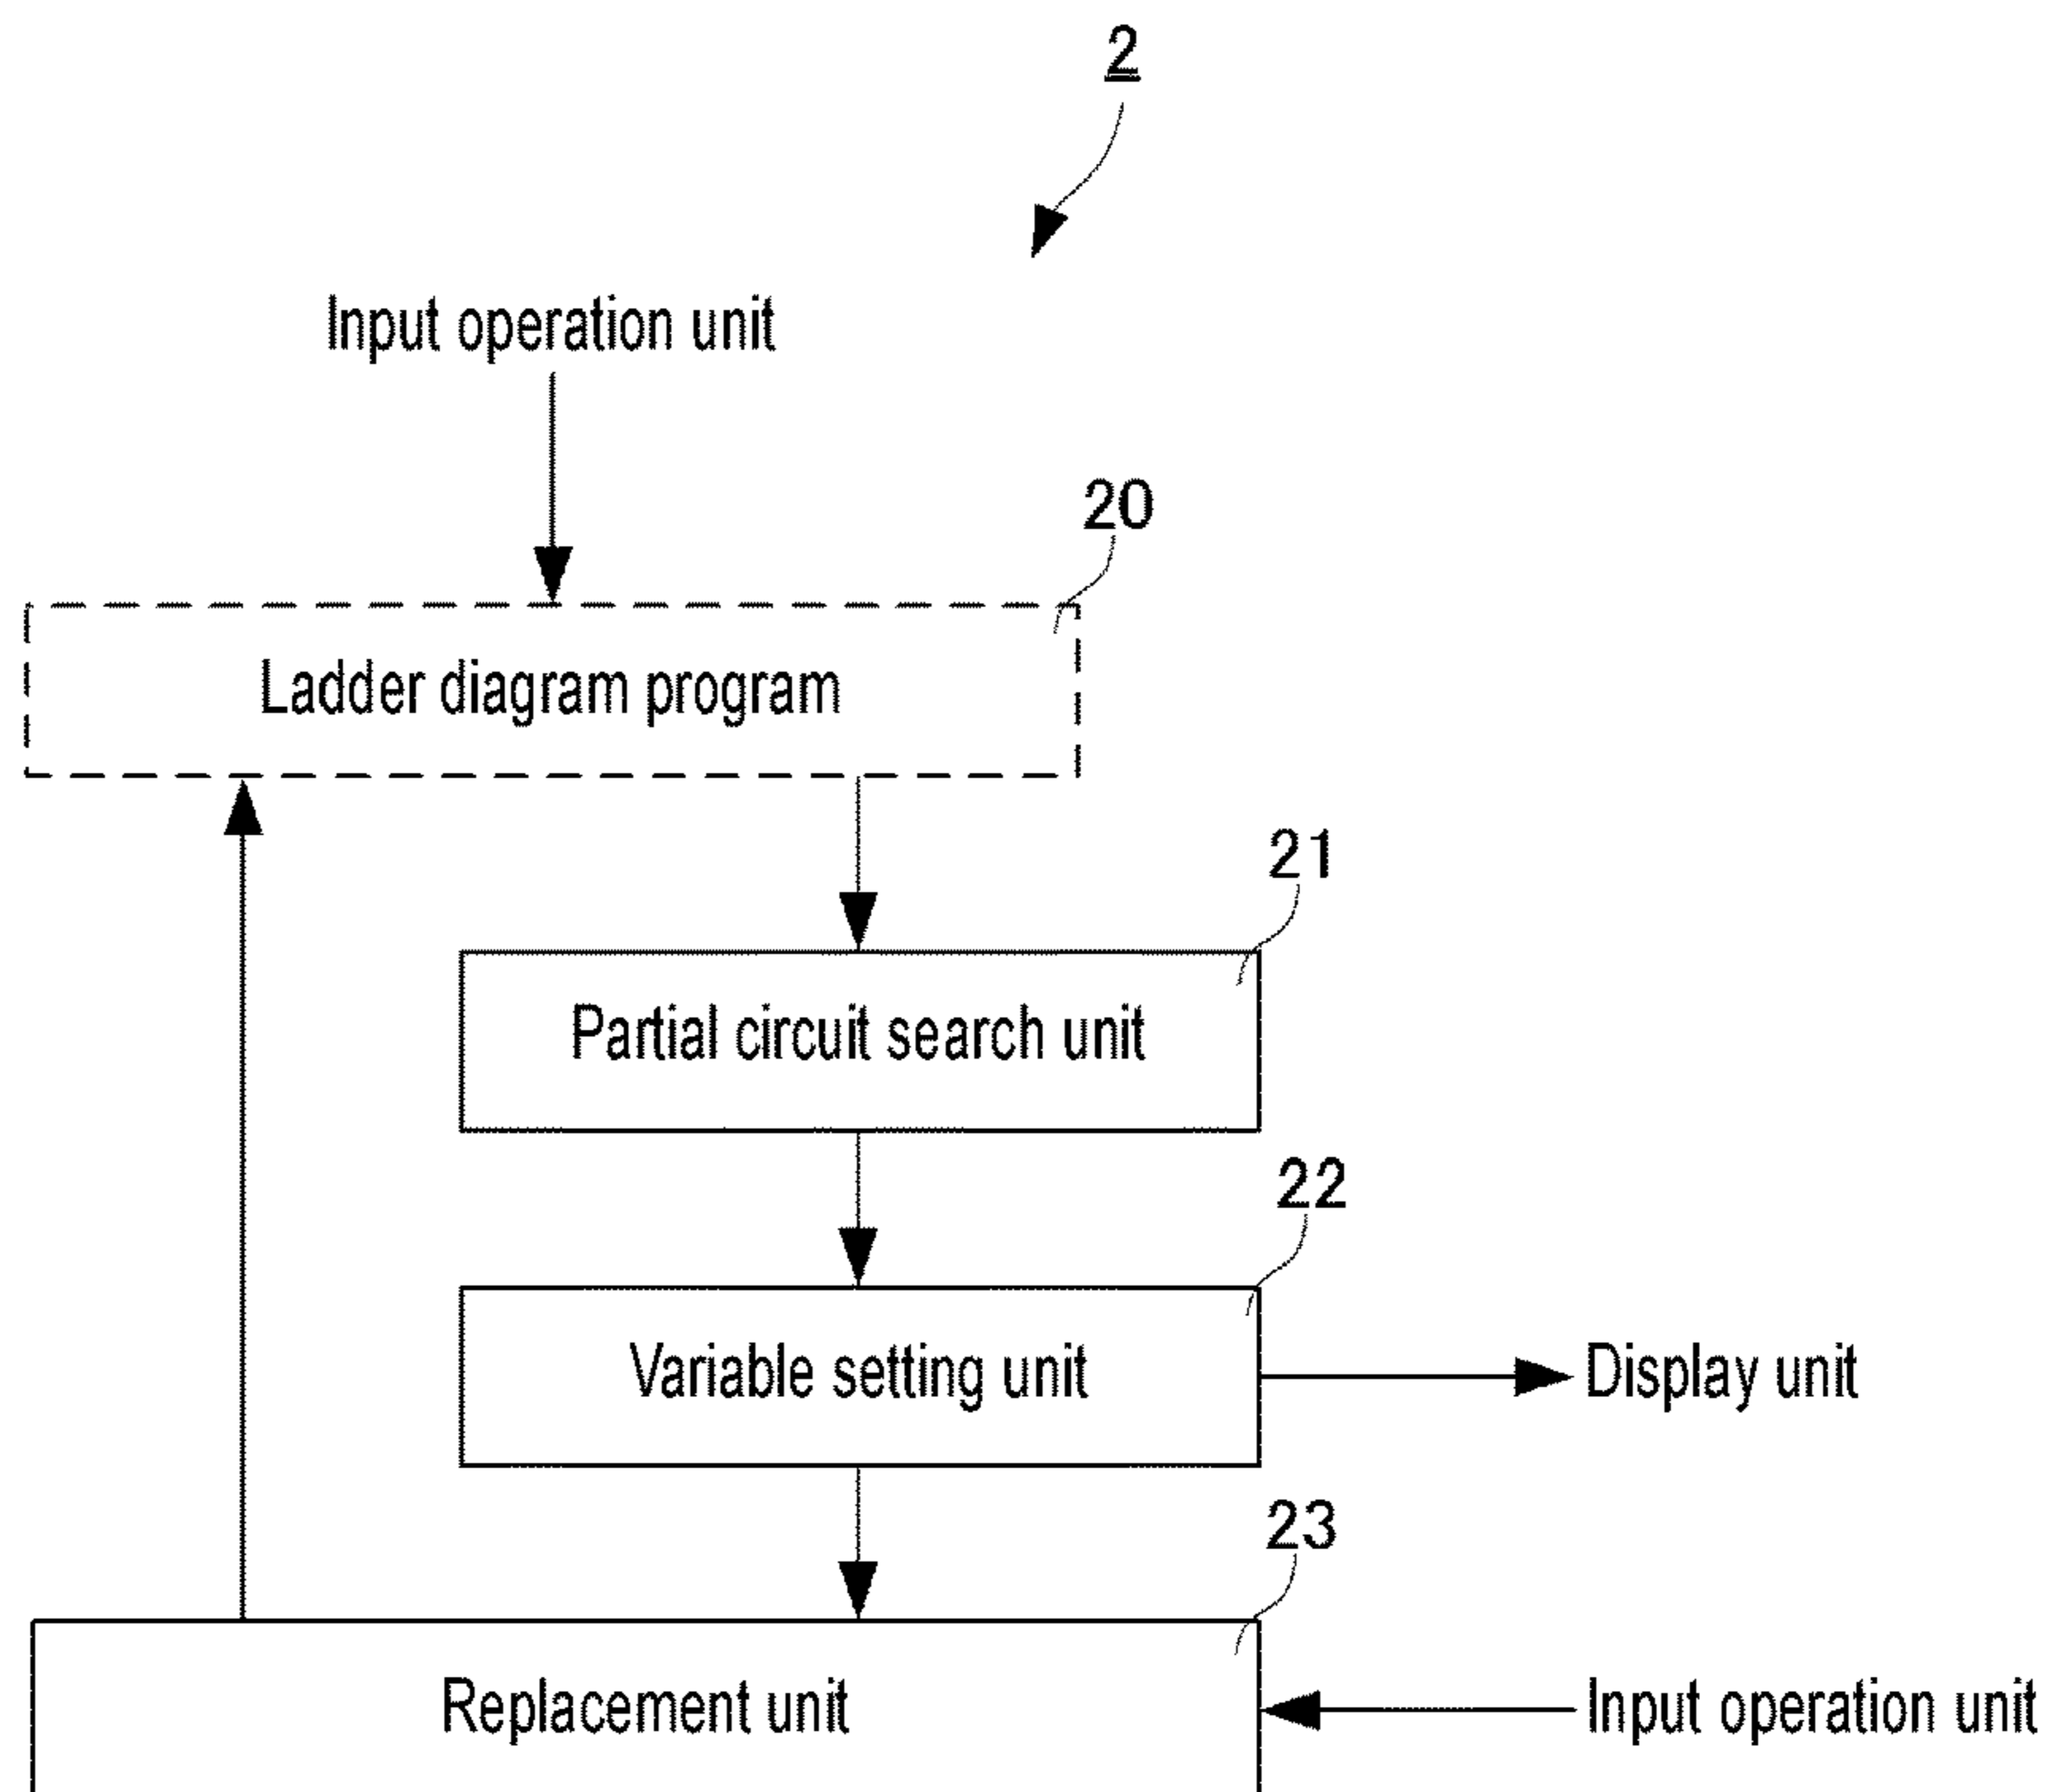 2
Input operation unit
20
Ladder diagram program
21
Partial circuit search unit
22
Variable setting unit
Display unit
23
Replacement unit
Input operation unit